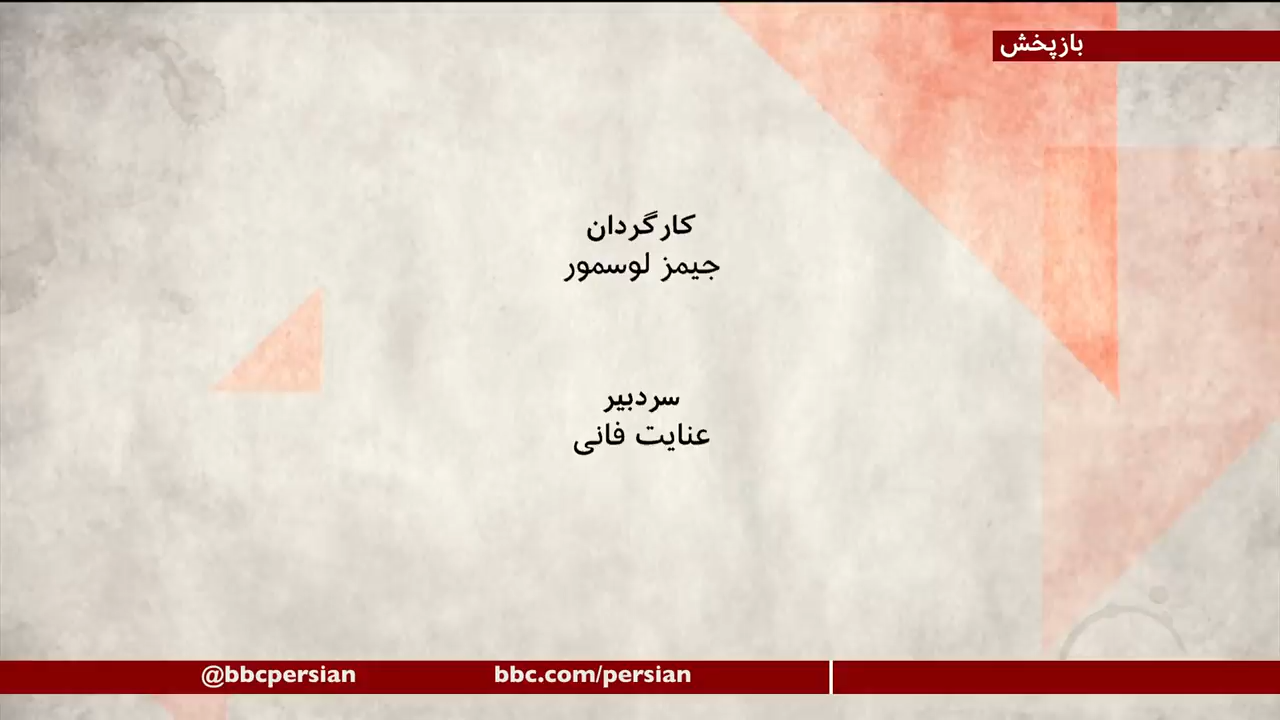 بازپخش
کارگردان
جیمز لوسمور
سردبیر
عنایت فانی
@bbcpersian
bbc.com/persian